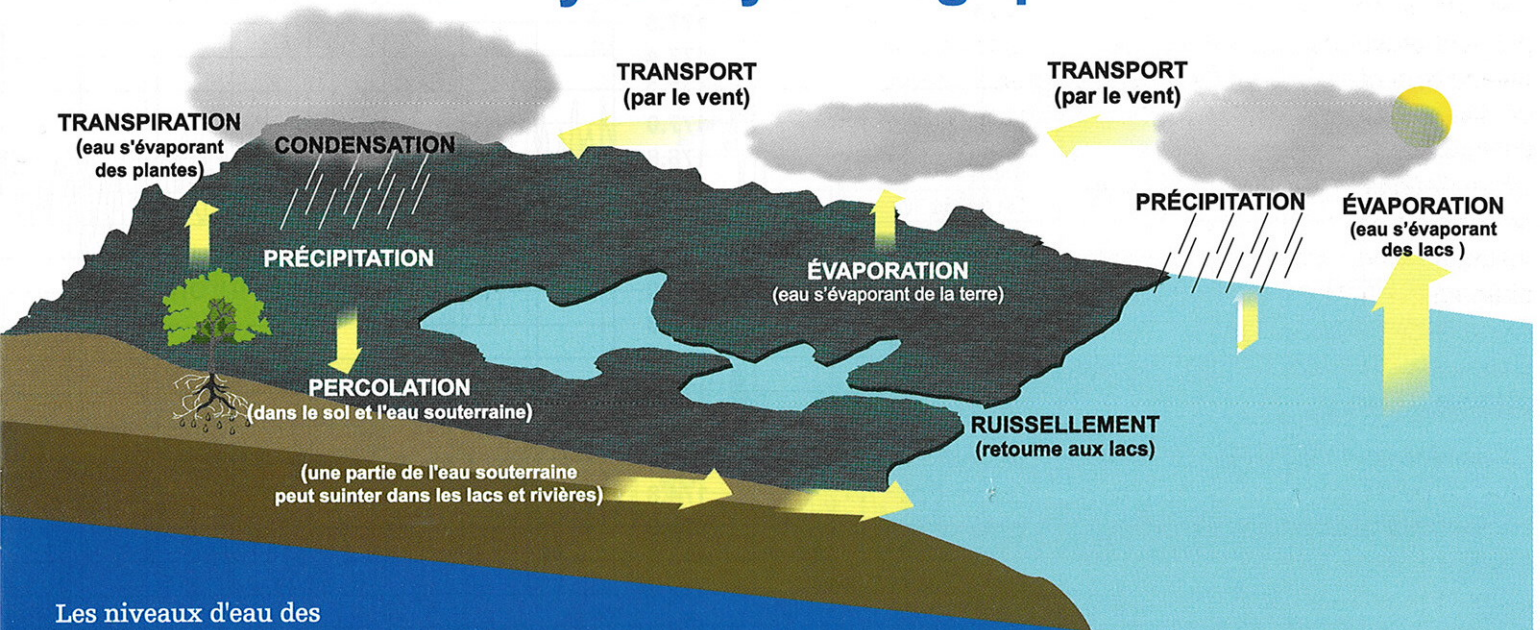 TRANSPORT
(par le vent)
TRANSPORT
(par le vent)
TRANSPIRATION
(eau s'évaporant
des plantes)
CONDENSATION
PRÉCIPITATION
ÉVAPORATION
(eau s'évaporant
des lacs )
PRÉCIPITATION
ÉVAPORATION
(eau s'évaporant de la terre)
PERCOLATION
(dans le sol et l'eau souterraine)
RUISSELLEMENT
(retoume aux lacs)
(une partie de l'eau souterraine
peut suinter dans les lacs et rivières)
Les niveaux d'eau des